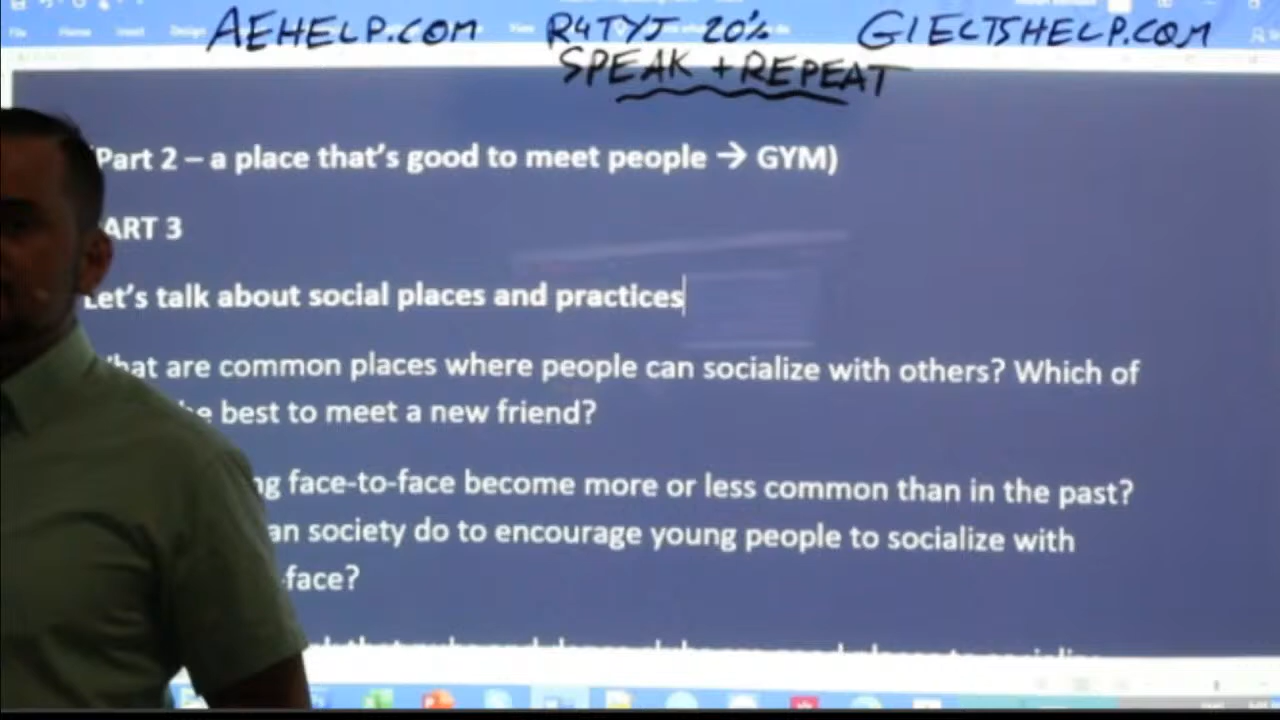 AEHELP.COM R4TYJ 20% GIELTSHELP.COM
SPEAK + REPEAT
Part 2 – a place that's good to meet people → GYM)
ART 3
Let's talk about social places and practices
hat are common places where people can socialize with others? Which of
e best to meet a new friend?
ng face-to-face become more or less common than in the past?
an society do to encourage young people to socialize with
-face?